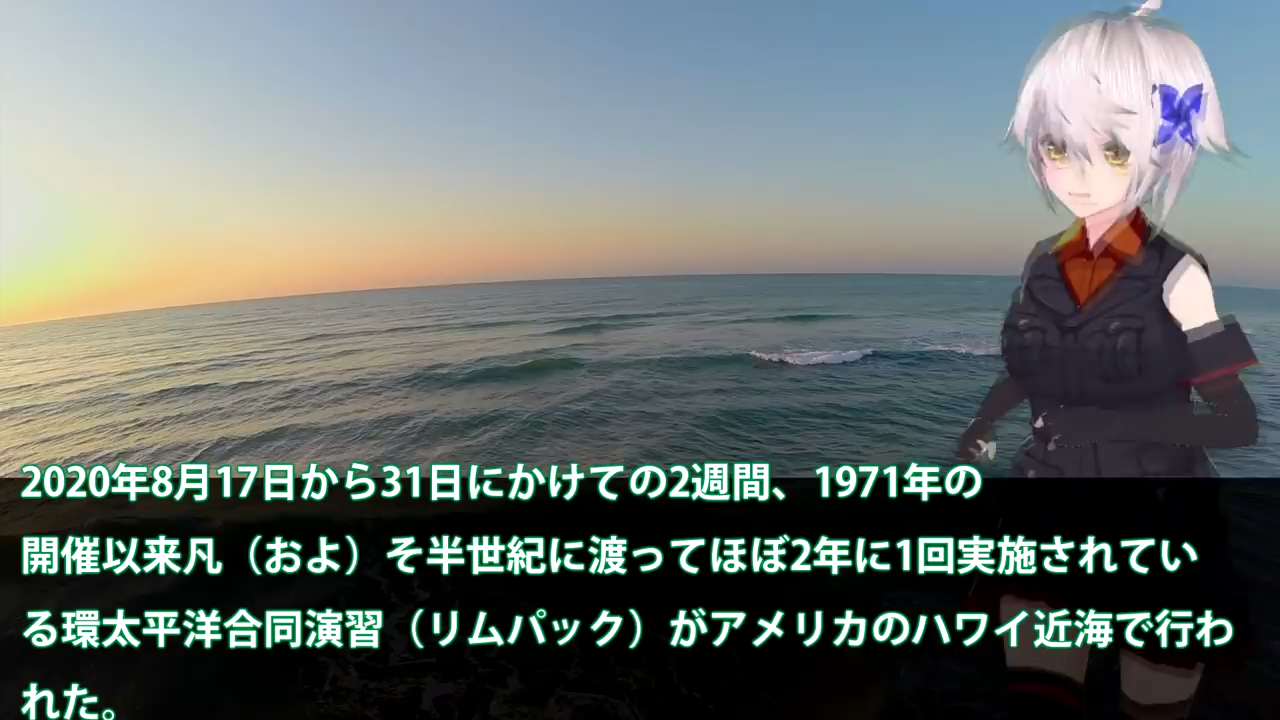 2020年8月17日から31日にかけての2週間、1971年の
開催以来凡（およ）そ半世紀に渡ってほぼ2年に1回実施されてい
る環太平洋合同演習（リムパック）がアメリカのハワイ近海で行わ
れた。